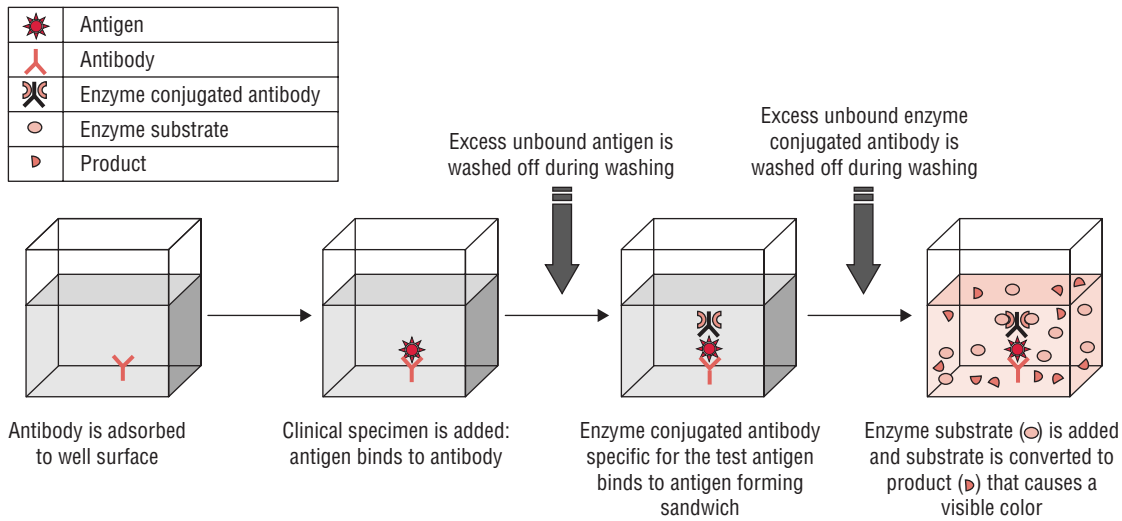 Antigen
Antibody
Enzyme conjugated antibody
Enzyme substrate
Product
Excess unbound antigen is
washed off during washing
Excess unbound enzyme
conjugated antibody is
washed off during washing
Antibody is adsorbed
to well surface
Clinical specimen is added:
antigen binds to antibody
Enzyme conjugated antibody
specific for the test antigen
binds to antigen forming
sandwich
Enzyme substrate ( ) is added
and substrate is converted to
product ( ) that causes a
visible color